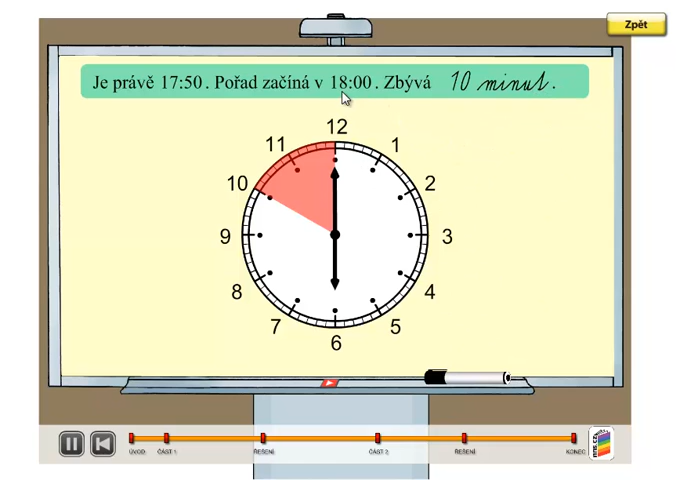 Zpět
Je právě 17:50. Pořad začíná v 18:00. Zbývá 10 minut.
12
11
1
10
2
9
3
8
4
7
5
6
ÚVOD
ČÁST 1
ŘEŠENÍ
ČÁST 2
ŘEŠENÍ
KONEC